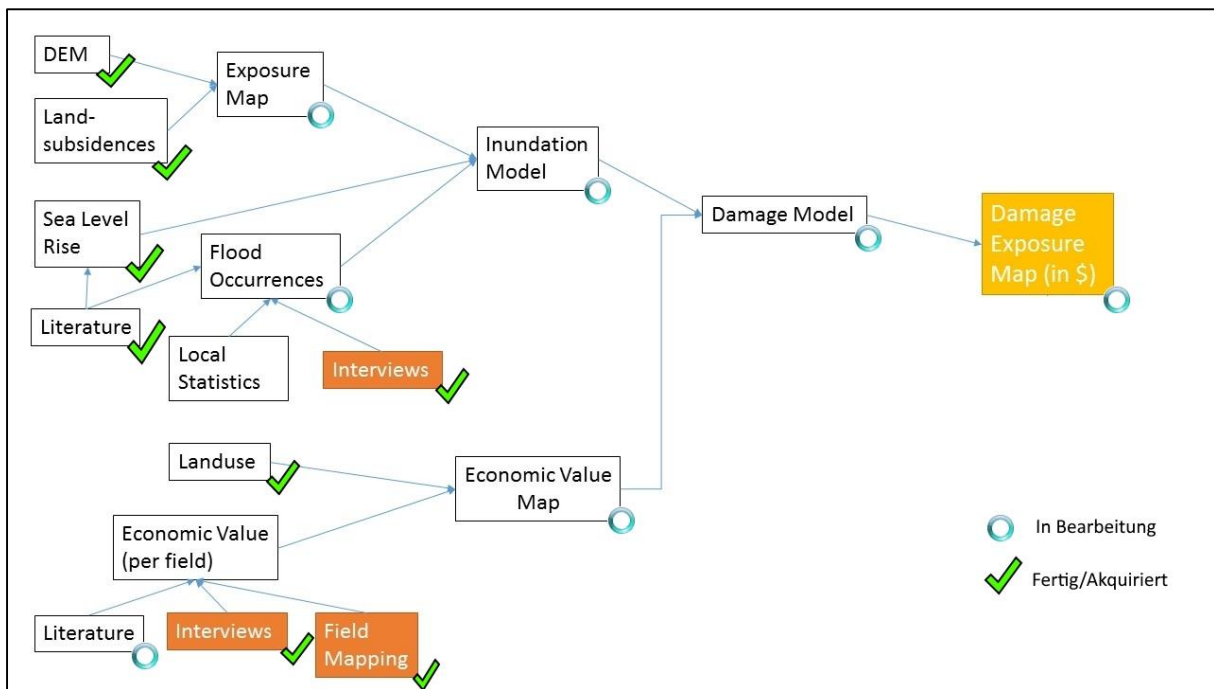 DEM
Exposure
Map
Land-
subsidences
Inundation
Model
Sea Level
Rise
Flood
Occurrences
Damage Model
Damage
Exposure
Map (in $)
Literature
Local
Statistics
Interviews
Landuse
Economic Value
Map
Economic Value
(per field)
In Bearbeitung
Fertig/Akquiriert
Literature
Interviews
Field
Mapping